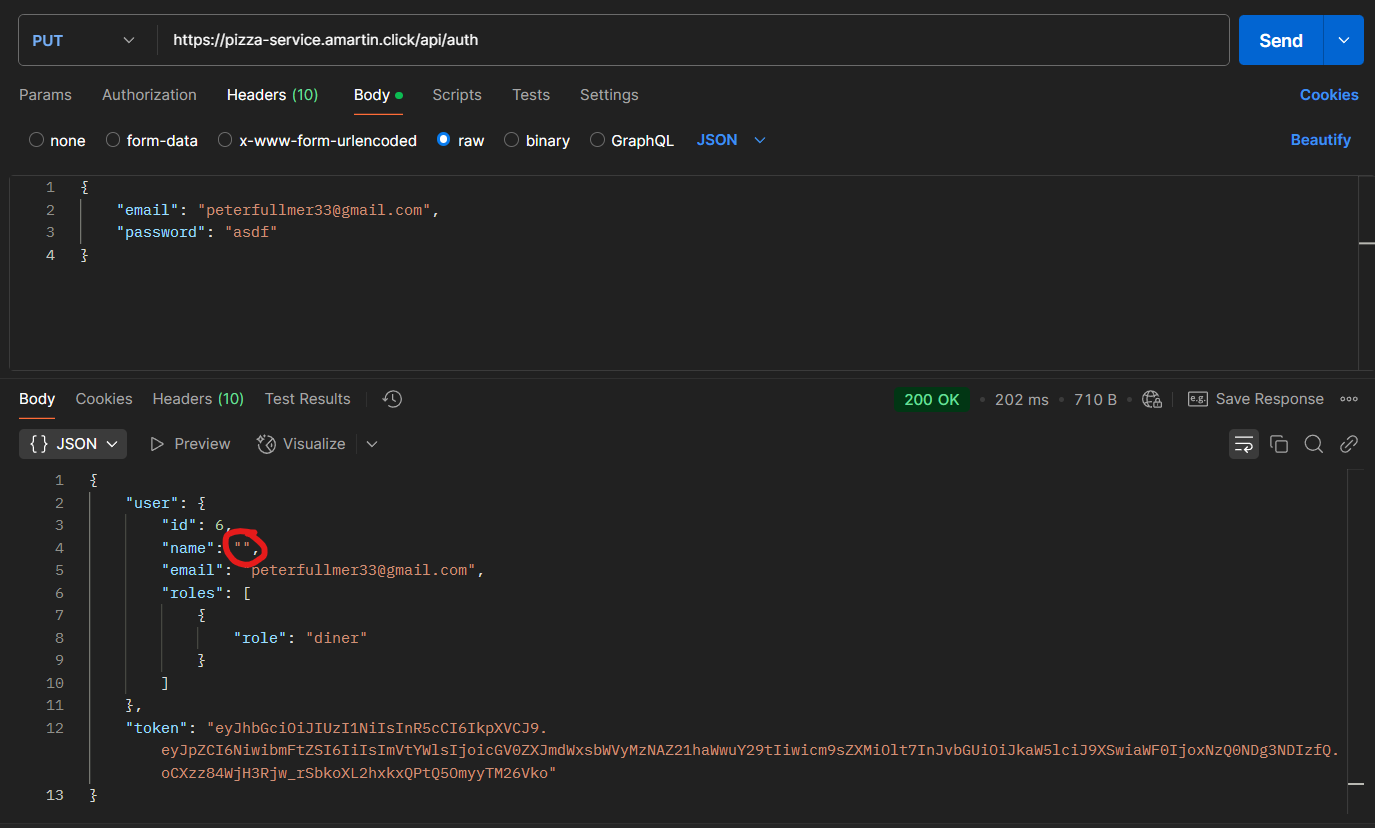 PUT https://pizza-service.amartin.click/api/auth Send
Params Authorization Headers (10) Body Scripts Tests Settings Cookies
none form-data x-www-form-urlencoded raw binary GraphQL JSON Beautify
1 {
2 "email": "peterfullmer33@gmail.com",
3 "password": "asdf"
4 }
Body Cookies Headers (10) Test Results 200 OK 202 ms 710 B e.g. Save Response
{} JSON Preview Visualize
1 {
2 "user": {
3 "id": 6,
4 "name": "",
5 "email": "peterfullmer33@gmail.com",
6 "roles": [
7 {
8 "role": "diner"
9 }
10 ]
11 },
12 "token": "eyJhbGciOiJIUzI1NiIsInR5cCI6IkpXVCJ9.
eyJpZCI6NiwibmFtZSI6IiIsImVtYWlsIjoicGV0ZXJmdWxsbWVyMzNAZ21haWwuY29tIiwicm9sZXMiOlt7InJvbGUiOiJkaW5lciJ9XSwiaWF0IjoxNzQ0NDg3NDIzfQ.
oCXzz84WjH3Rjw_rSbkoXL2hxkxQPtQ5OmyyTM26Vko"
13 }